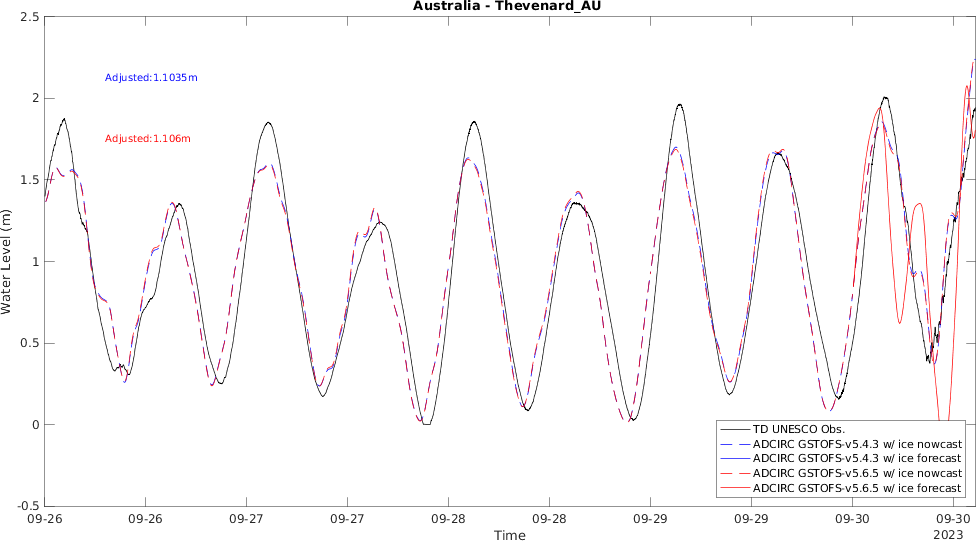 Australia - Thevenard_AU
2.5
2
1.5
1
0.5
0
-0.5
Water Level (m)
Adjusted:1.1035m
Adjusted:1.106m
TD UNESCO Obs.
ADCIRC GSTOFS-v5.4.3 w/ ice nowcast
ADCIRC GSTOFS-v5.4.3 w/ ice forecast
ADCIRC GSTOFS-v5.6.5 w/ ice nowcast
ADCIRC GSTOFS-v5.6.5 w/ ice forecast
09-26 09-26 09-27 09-27 09-28 09-28 09-29 09-29 09-30 09-30
2023
Time